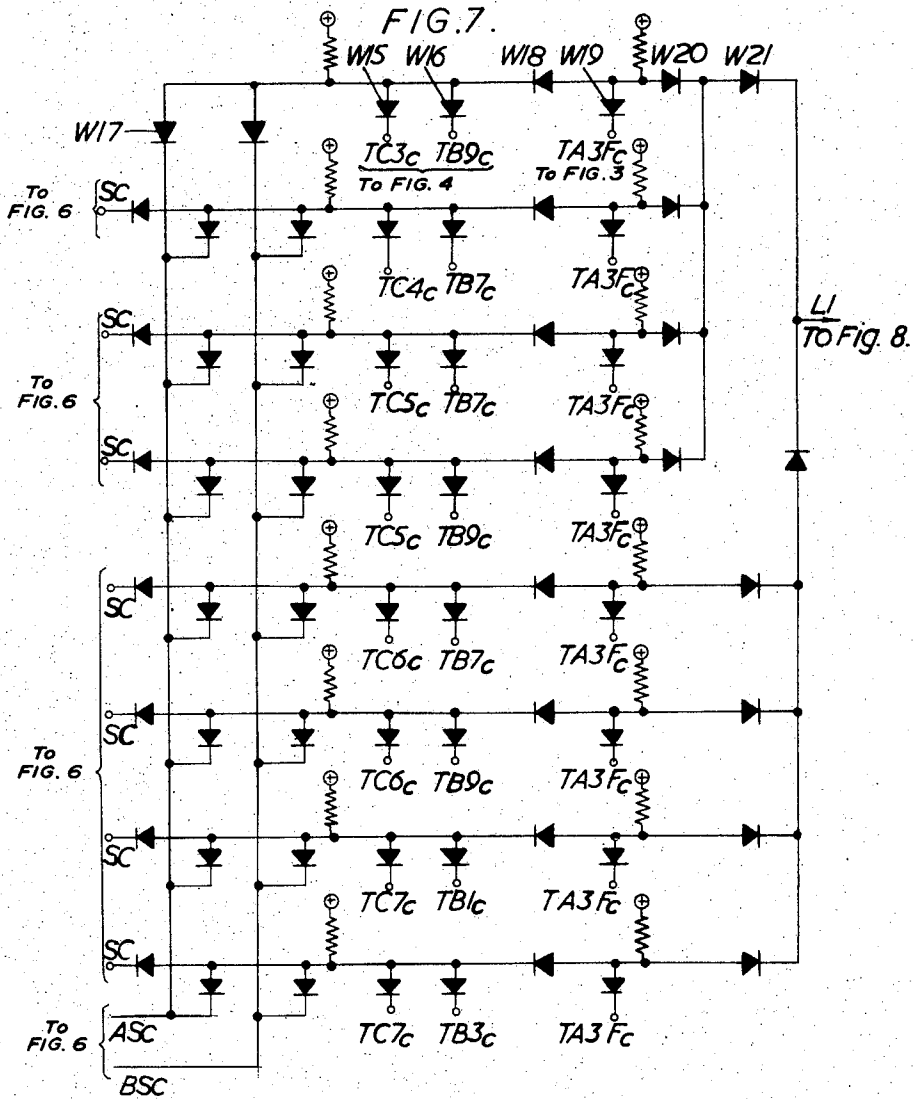 FIG.7.
W15 W16 W18 W19 W20 W21
W17
TC3c TB9c TA3Fc
To FIG. 4 To FIG. 3
To FIG. 6 SC
TC4c TB7c TA3Fc
L1
TO Fig. 8.
SC
TC5c TB7c TA3Fc
To FIG. 6
SC
TC5c TB9c TA3Fc
SC
TC6c TB7c TA3Fc
SC
To FIG. 6
TC6c TB9c TA3Fc
SC
TC7c TB1c TA3Fc
SC
To FIG. 6
ASC
TC7c TB3c TA3Fc
BSC